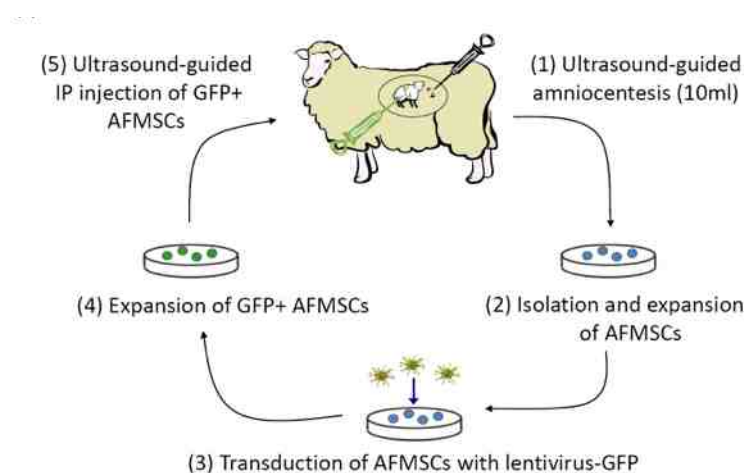 (1) Ultrasound-guided
amniocentesis (10ml)
(2) Isolation and expansion
of AFMSCs
(3) Transduction of AFMSCs with lentivirus-GFP
(4) Expansion of GFP+ AFMSCs
(5) Ultrasound-guided
IP injection of GFP+
AFMSCs